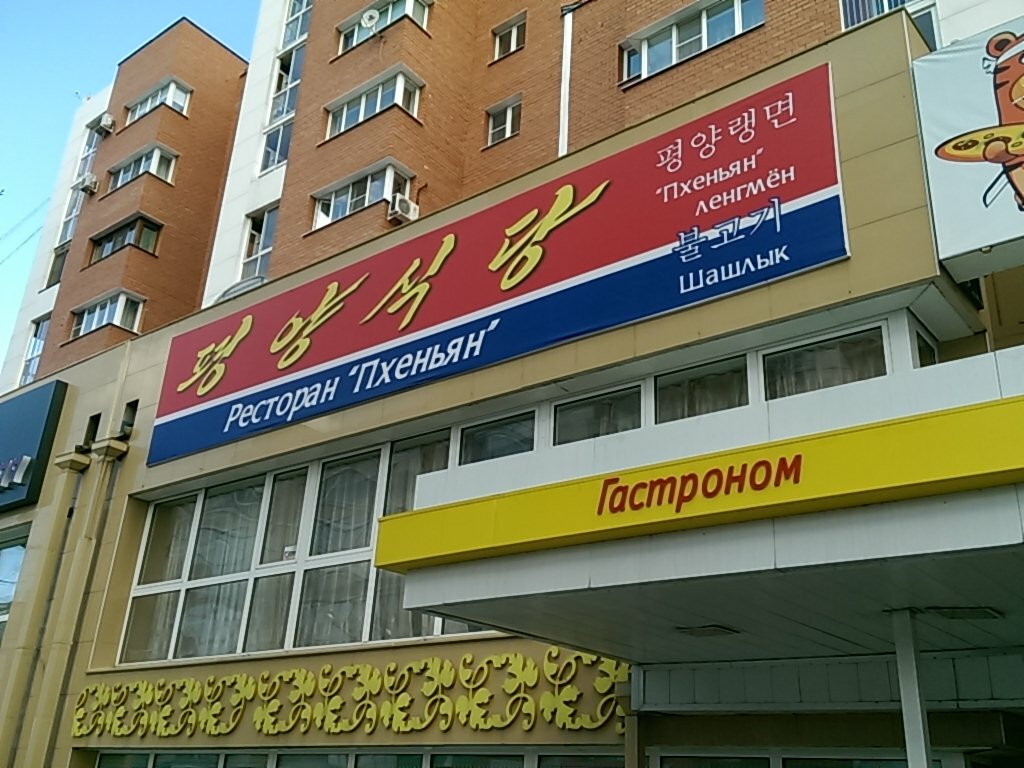 평양식당
Ресторан "Пхеньян"
평양랭면
"Пхеньян"
ленгмён
불고기
Шашлык
Гастроном